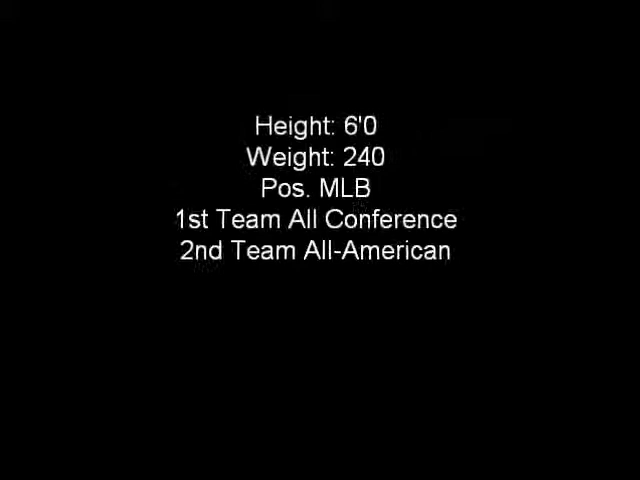 Height: 6'0
Weight: 240
Pos. MLB
1st Team All Conference
2nd Team All-American